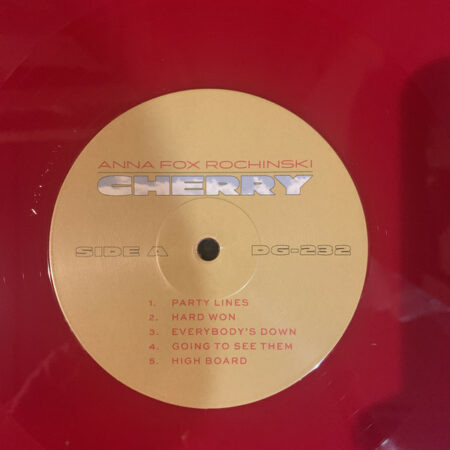 ANNA FOX ROCHINSKI
CHERRY
SIDE A DG-232
1. PARTY LINES
2. HARD WON
3. EVERYBODY'S DOWN
4. GOING TO SEE THEM
5. HIGH BOARD